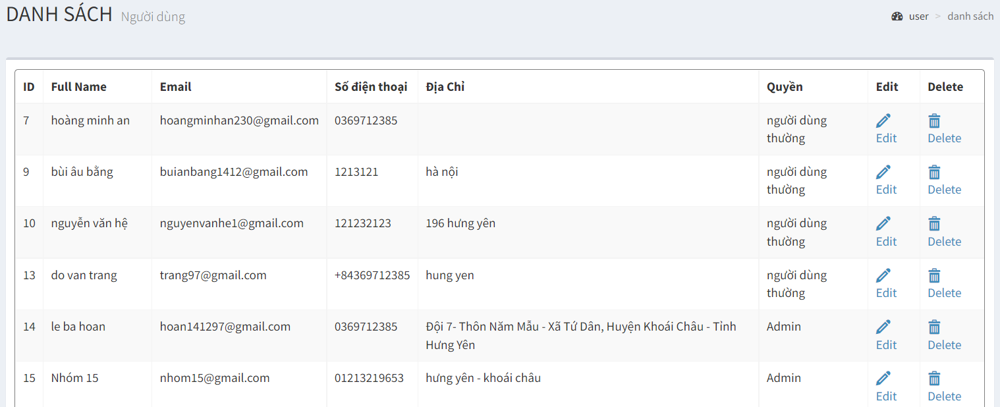 DANH SÁCH Người dùng
user > danh sách
ID Full Name Email Số điện thoại Địa Chỉ Quyền Edit Delete
7 hoàng minh an hoangminhan230@gmail.com 0369712385 người dùng
thường Edit Delete
9 bùi âu bằng buianbang1412@gmail.com 1213121 hà nội người dùng
thường Edit Delete
10 nguyễn văn hệ nguyenvanhe1@gmail.com 121232123 196 hưng yên người dùng
thường Edit Delete
13 do van trang trang97@gmail.com +84369712385 hung yen người dùng
thường Edit Delete
14 le ba hoan hoan141297@gmail.com 0369712385 Đội 7- Thôn Năm Mẫu - Xã Tứ Dân, Huyện Khoái Châu - Tỉnh Admin
Hưng Yên Edit Delete
15 Nhóm 15 nhom15@gmail.com 01213219653 hưng yên - khoái châu Admin
Edit Delete